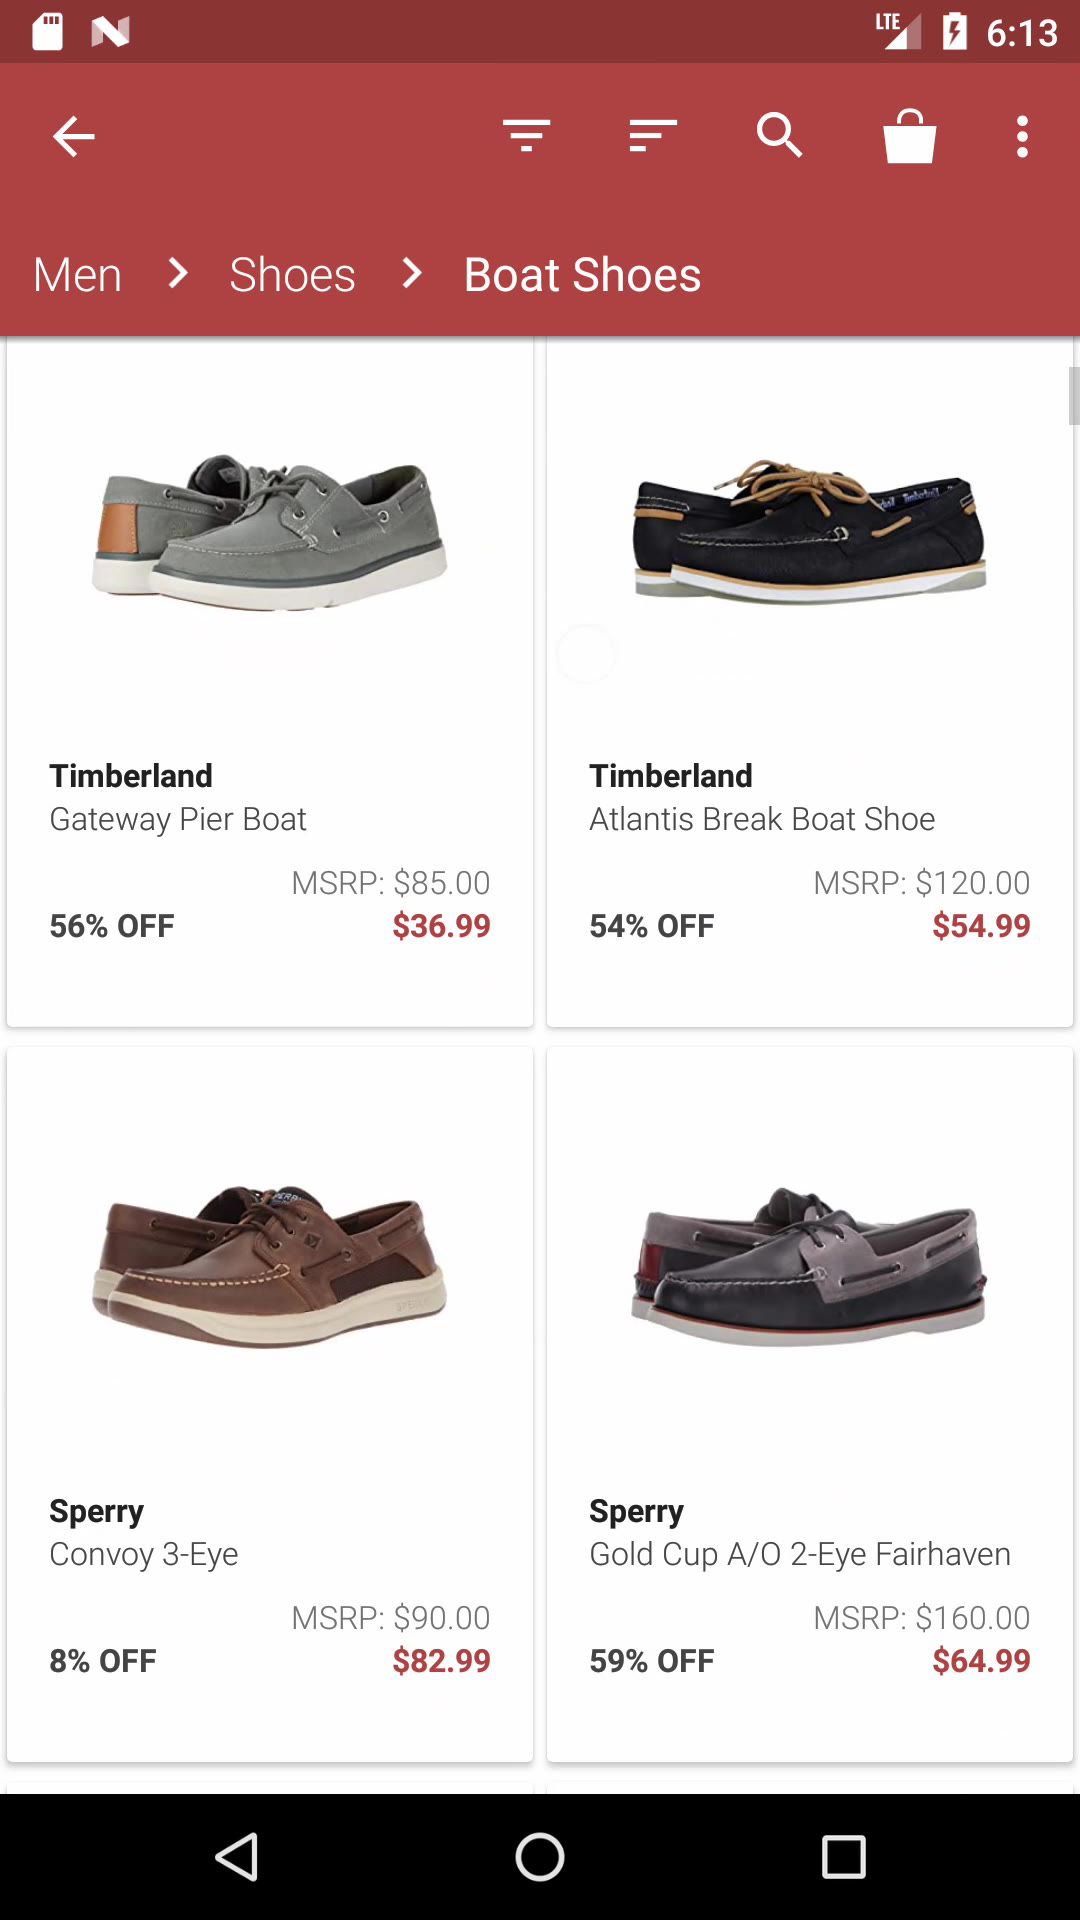 LTE 6:13
Men Shoes Boat Shoes
Timberland
Gateway Pier Boat
MSRP: $85.00
56% OFF $36.99
Timberland
Timberland
Atlantis Break Boat Shoe
MSRP: $120.00
54% OFF $54.99
SPERRY
Sperry
Convoy 3-Eye
MSRP: $90.00
8% OFF $82.99
Sperry
Gold Cup A/O 2-Eye Fairhaven
MSRP: $160.00
59% OFF $64.99